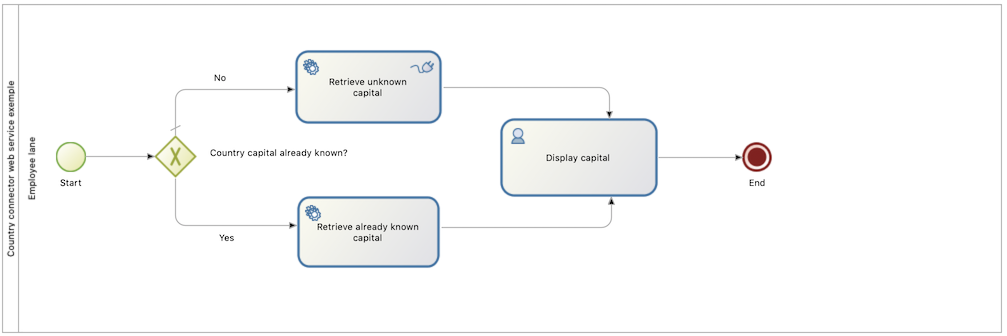 Country connector web service exemple
Employee lane
Start
Country capital already known?
No
Yes
Retrieve unknown
capital
Retrieve already known
capital
Display capital
End